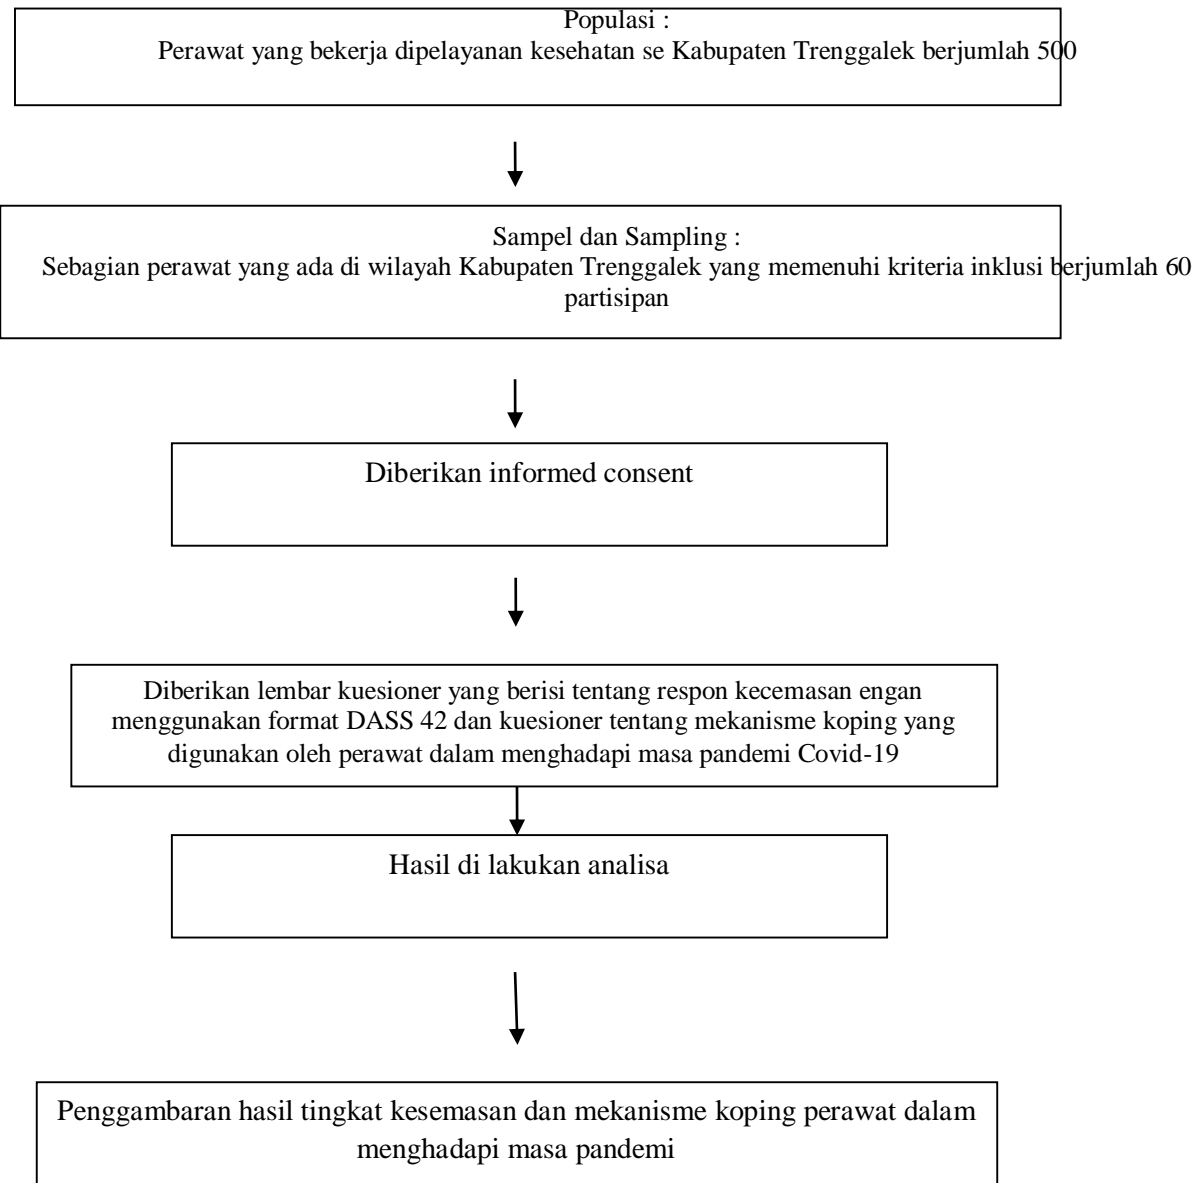 Populasi :
Perawat yang bekerja dipelayanan kesehatan se Kabupaten Trenggalek berjumlah 500
Sampel dan Sampling :
Sebagian perawat yang ada di wilayah Kabupaten Trenggalek yang memenuhi kriteria inklusi berjumlah 60
partisipan
Diberikan informed consent
Diberikan lembar kuesioner yang berisi tentang respon kecemasan engan
menggunakan format DASS 42 dan kuesioner tentang mekanisme koping yang
digunakan oleh perawat dalam menghadapi masa pandemi Covid-19
Hasil di lakukan analisa
Penggambaran hasil tingkat kesemasan dan mekanisme koping perawat dalam
menghadapi masa pandemi